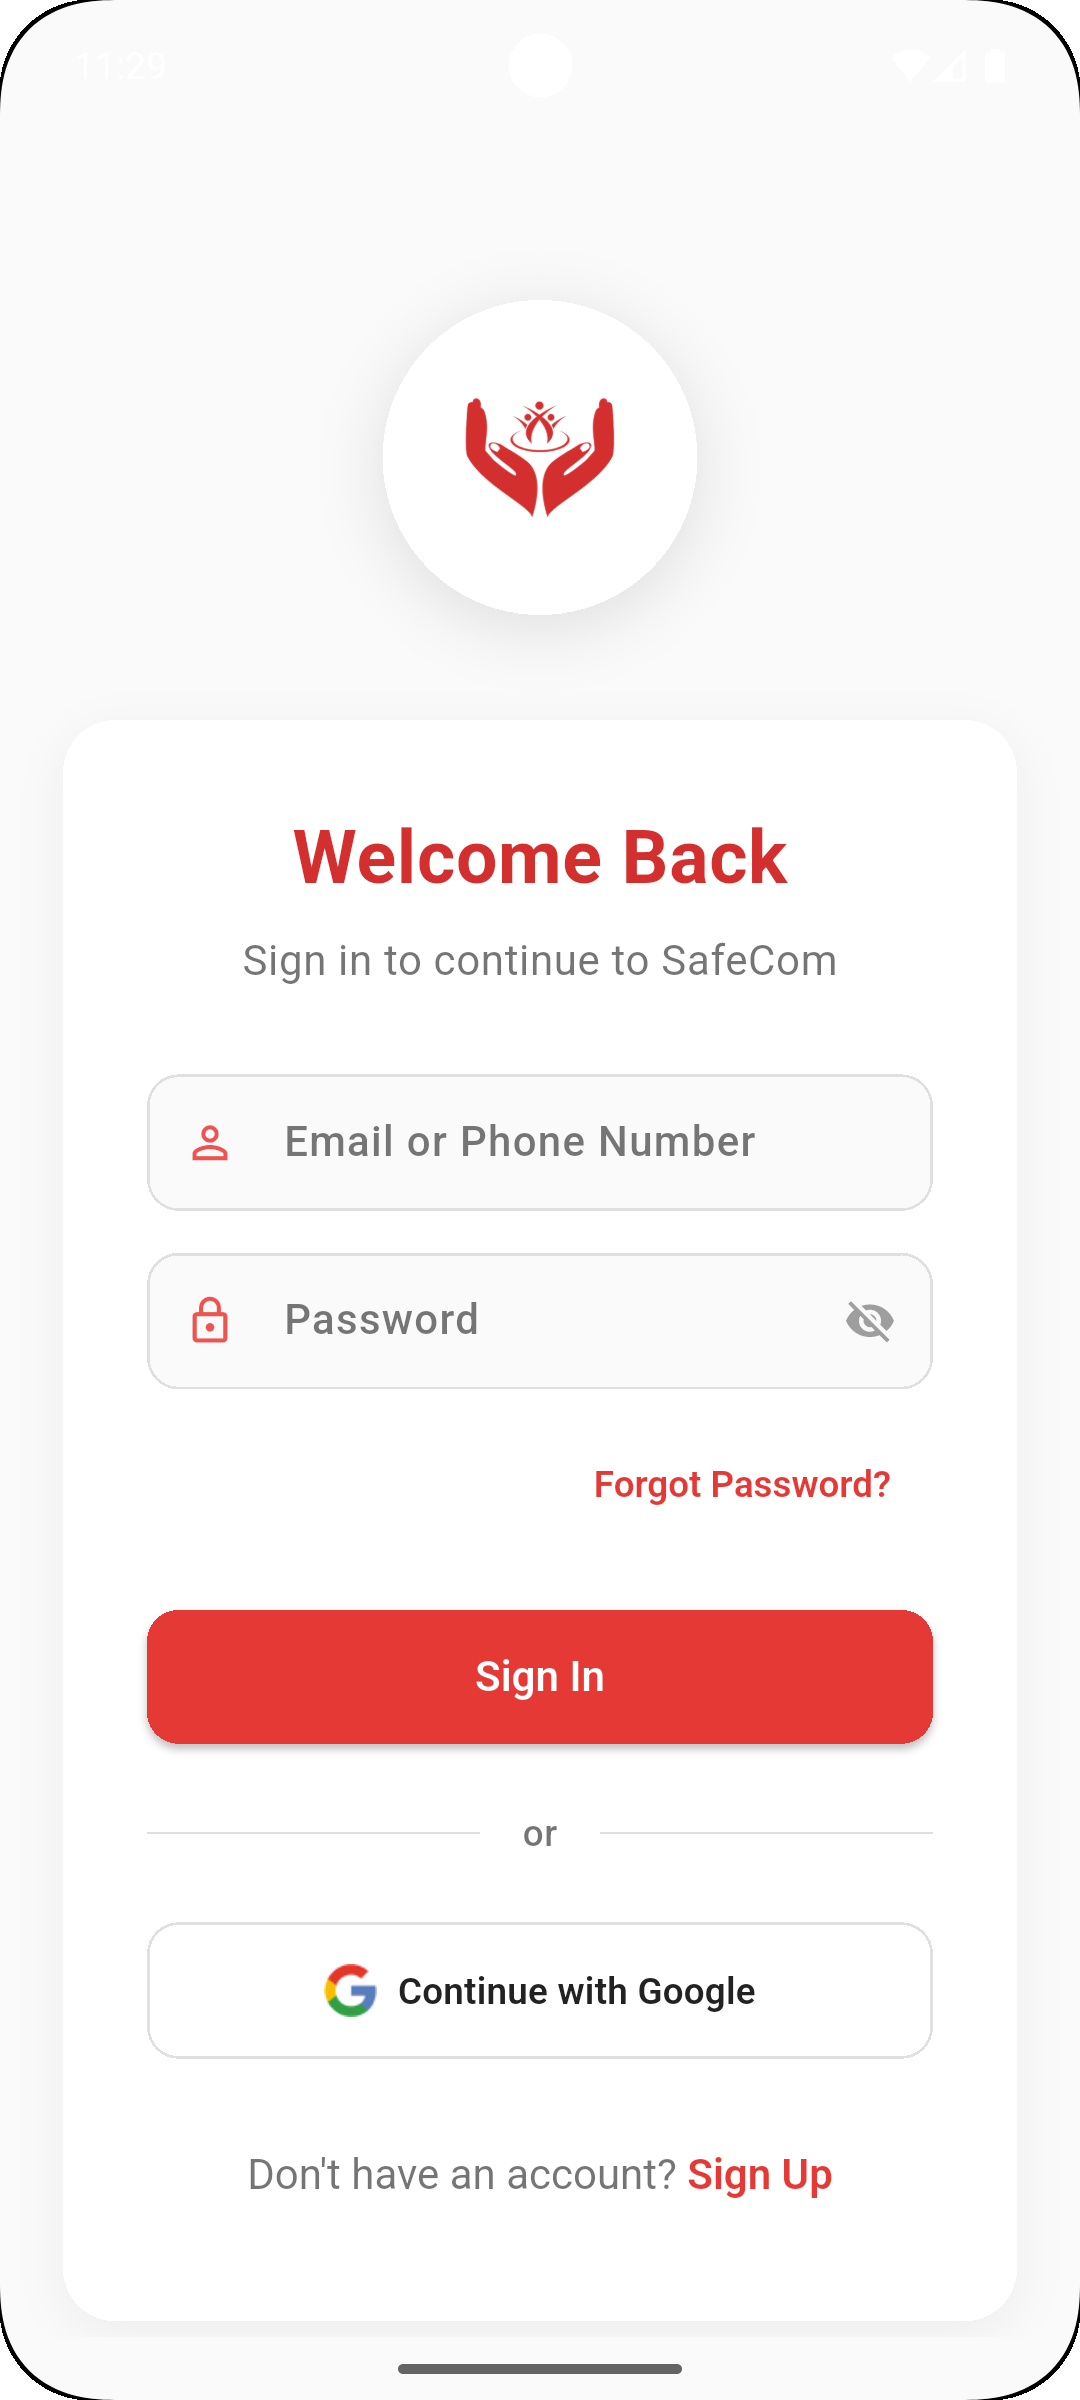 11:29
Welcome Back
Sign in to continue to SafeCom
Email or Phone Number
Password
Forgot Password?
Sign In
or
Continue with Google
Don't have an account? Sign Up